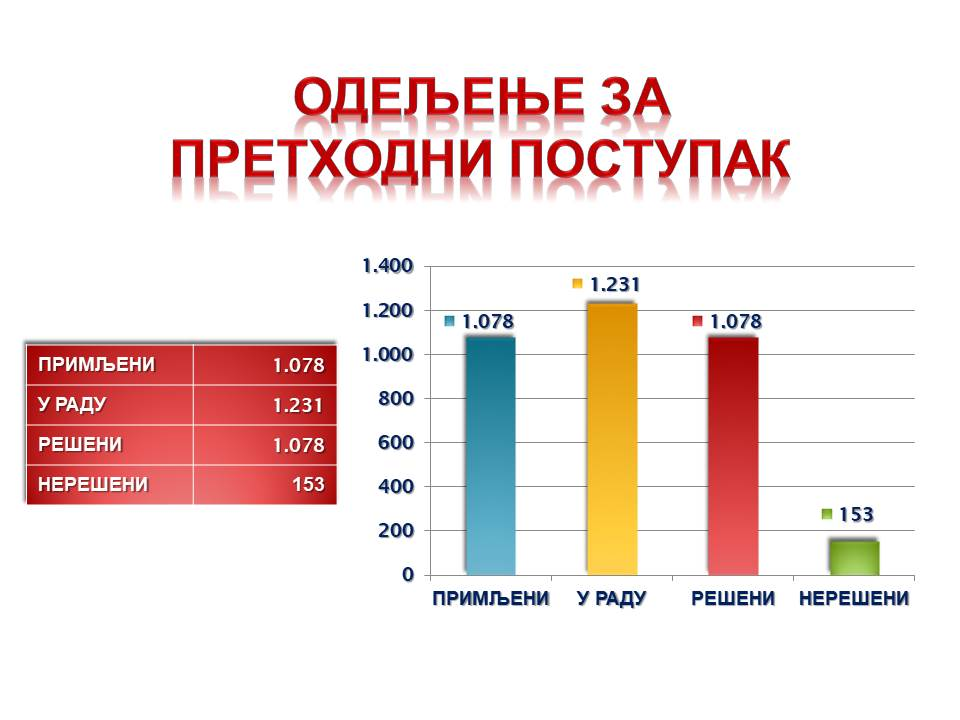 ОДЕЉЕЊЕ ЗА
ПРЕТХОДНИ ПОСТУПАК
ПРИМЉЕНИ 1.078
У РАДУ 1.231
РЕШЕНИ 1.078
НЕРЕШЕНИ 153
1.400
1.200
1.000
800
600
400
200
0
1.078
1.231
1.078
153
ПРИМЉЕНИ У РАДУ РЕШЕНИ НЕРЕШЕНИ